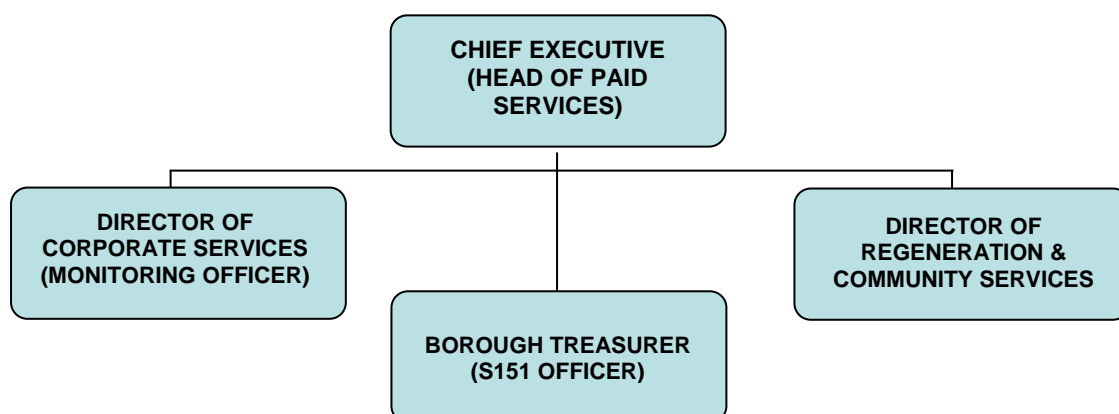 CHIEF EXECUTIVE
(HEAD OF PAID
SERVICES)
DIRECTOR OF
CORPORATE SERVICES
(MONITORING OFFICER)
DIRECTOR OF
REGENERATION &
COMMUNITY SERVICES
BOROUGH TREASURER
(S151 OFFICER)